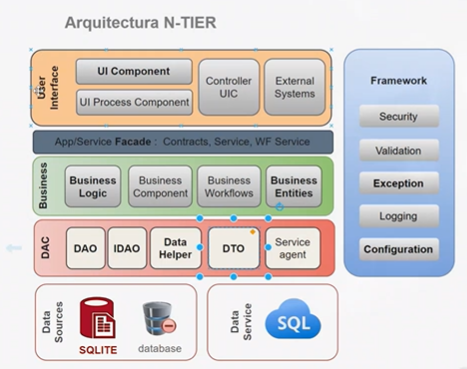 Arquitectura N-TIER
User
Interface
UI Component
UI Process Component
Controller
UIC
External
Systems
App/Service Facade : Contracts, Service, WF Service
Business
Business
Logic
Business
Component
Business
Workflows
Business
Entities
DAC
DAO
IDAO
Data
Helper
DTO
Service
agent
Data
Sources
SQLITE
database
Data
Service
SQL
Framework
Security
Validation
Exception
Logging
Configuration